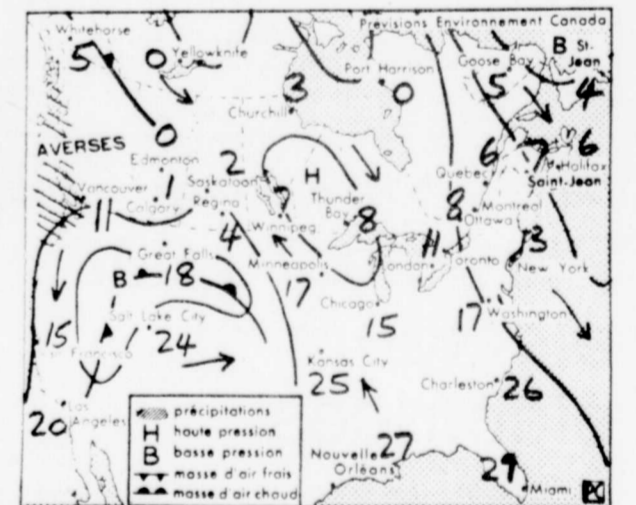 Prévisions Environnement Canada
Whitehorse
5
0
Yellowknife
Port Harrison
0
Goose Bay
5
B
St-Jean
4
3
Churchill
AVERSES
0
Edmonton
1
2
Saskatoon
H
Quebec
6
7
6
Halifax
Saint-Jean
Vancouver
11
Calgary
Regina
4
Winnipeg
7
Thunder Bay
8
8
Montreal
Ottawa
Great Falls
B
18
Minneapolis
17
London
11
Toronto
13
New York
Chicago
15
Salt Lake City
24
15
San Francisco
17
Washington
Kansas City
25
Charleston
26
20
Las Angeles
Nouvelle Orléans
27
29
Miami
précipitations
H haute pression
B basse pression
masse d'air frais
masse d'air chaud
PC